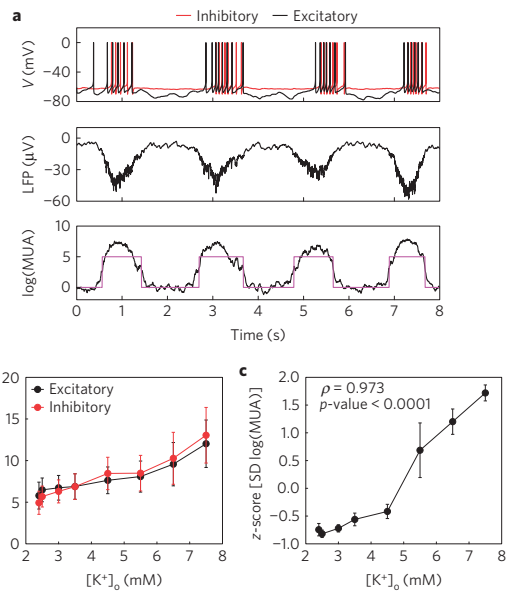 a
Inhibitory Excitatory
V (mV)
0
−40
−80
LFP (μV)
0
−30
−60
log(MUA)
10
5
0
0 1 2 3 4 5 6 7 8
Time (s)
20
15
10
5
0
Excitatory
Inhibitory
2 3 4 5 6 7 8
[K⁺]ₒ (mM)
c
z-score [SD log(MUA)]
2.0
1.5
1.0
0.5
0.0
−0.5
−1.0
ρ = 0.973
p-value < 0.0001
2 3 4 5 6 7 8
[K⁺]ₒ (mM)